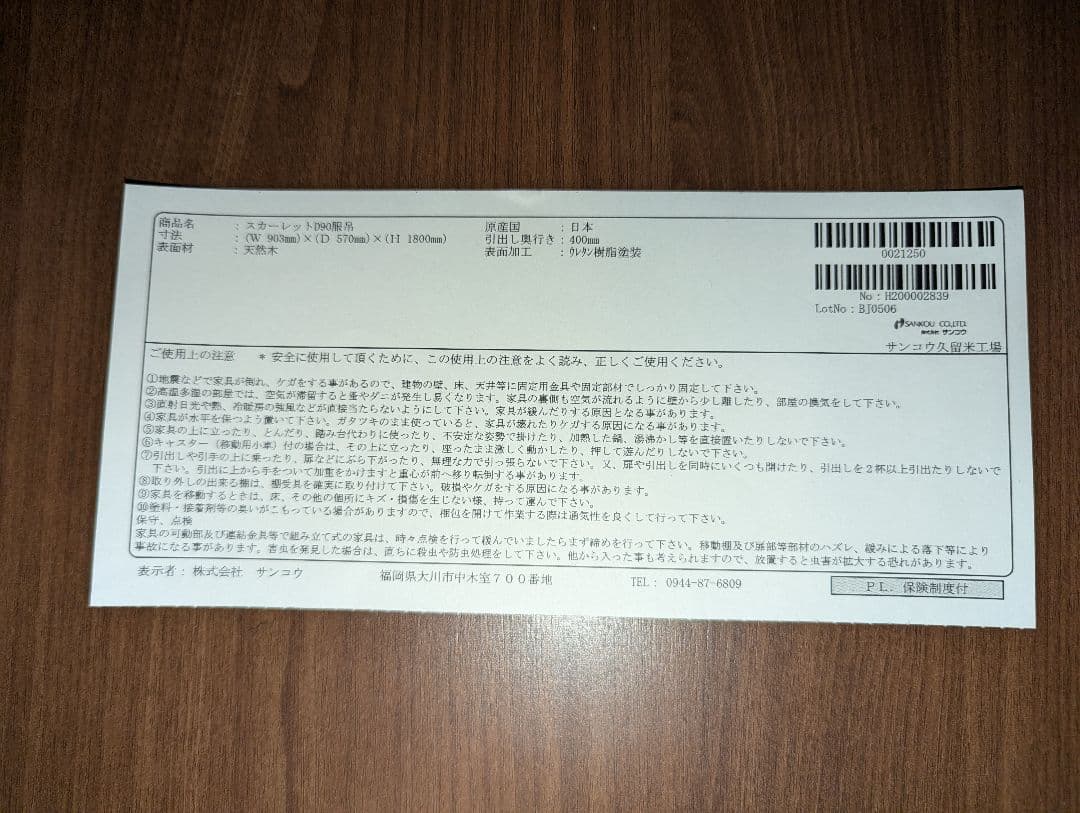 商品名 : スカーレットD90服吊
寸法 : (W 903mm)×(D 570mm)×(H 1800mm)
表面材 : 天然木
原産国 : 日本
引出し奥行き : 400mm
表面加工 : ウレタン樹脂塗装
0021250
No:H200002839
LotNo:BJ0506
SANKOU CO.,LTD.
株式会社 サンコウ
サンコウ久留米工場
ご使用上の注意 *安全に使用して頂くために、この使用上の注意をよく読み、正しくご使用ください。
①地震などで家具が倒れ、ケガをする事があるので、建物の壁、床、天井等に固定用金具や固定部材でしっかり固定して下さい。
②高温多湿の部屋では、空気が滞留すると蚤やダニが発生し易くなります。家具の裏側も空気が流れるように壁から少し離したり、部屋の換気をして下さい。
③直射日光や熱、冷暖房の強風などが直接当たらないようにして下さい。家具が緩んだりする原因となる事があります。
④家具が水平を保つよう置いて下さい。ガタツキのまま使っていると、家具が壊れたりケガする原因になる事があります。
⑤家具の上に立ったり、とんだり、踏み台代わりに使ったり、不安定な姿勢で掛けたり、加熱した鍋、湯沸かし等を直接置いたりしないで下さい。
⑥キャスター(移動用小車)付の場合は、その上に立ったり、座ったまま激しく動かしたり、押して遊んだりしないで下さい。
⑦引出しや引手の上に乗ったり、扉などにぶら下がったり、無理な力で引っ張らないで下さい。又、扉や引出しを同時にいくつも開けたり、引出しを2杯以上引出たりしないで
下さい。引出に上から手をついて加重をかけますと重心が前へ移り転倒する事があります。
⑧取り外しの出来る棚は、棚受具を確実に取り付けて下さい。破損やケガをする原因になる事があります。
⑨家具を移動するときは、床、その他の個所にキズ・損傷を生じない様、持って運んで下さい。
⑩塗料・接着剤等の臭いがこもっている場合がありますので、梱包を開けて作業する際は通気性を良くして行って下さい。
保守、点検
家具の可動部及び連結金具等で組み立て式の家具は、時々点検を行って緩んでいましたらまず締めを行って下さい。移動棚及び扉部等部材のハズレ、緩みによる落下等により
事故になる事があります。害虫を発見した場合は、直ちに殺虫や防虫処理をして下さい。他から入った事も考えられますので、放置すると虫害が拡大する恐れがあります。
表示者:株式会社 サンコウ 福岡県大川市中木室700番地 TEL: 0944-87-6809
PL. 保険制度付